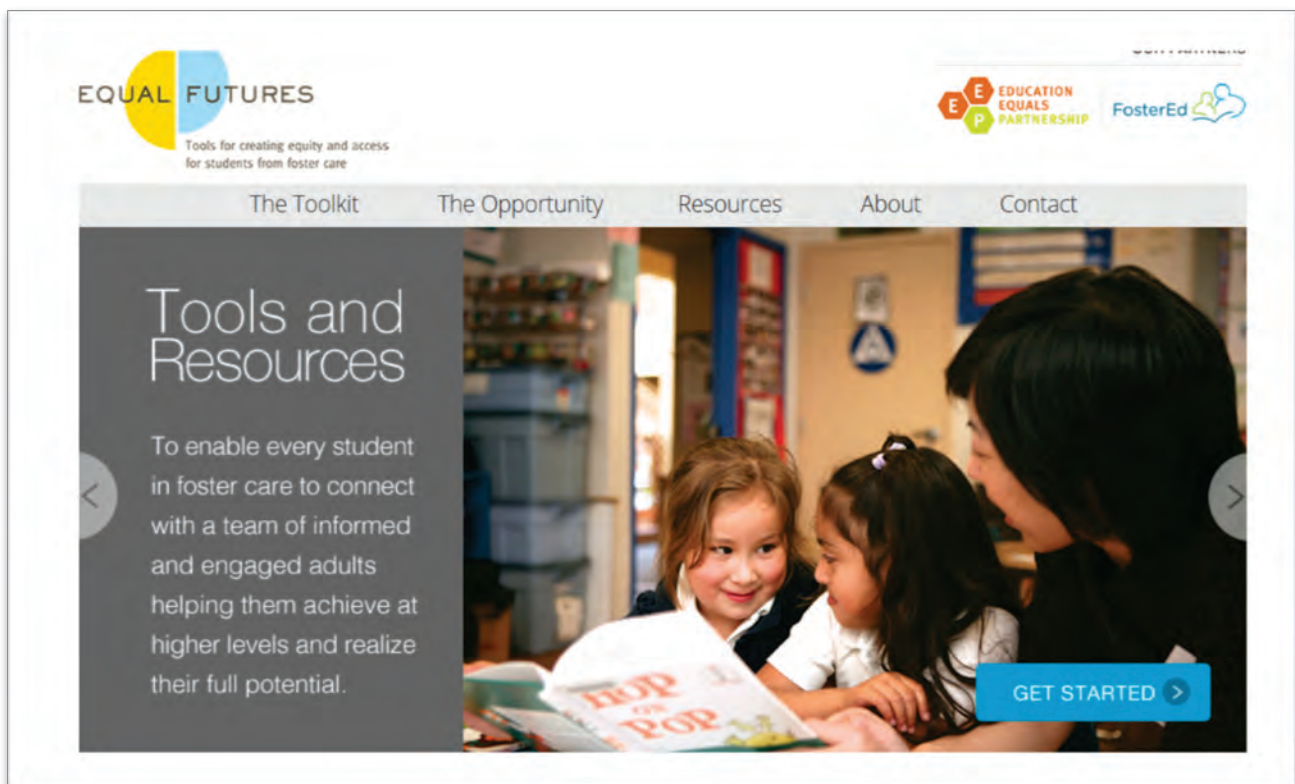 EQUAL FUTURES
Tools for creating equity and access
for students from foster care
OUR PARTNERS
E
E
P
EDUCATION
EQUALS
PARTNERSHIP
FosterEd
The Toolkit
The Opportunity
Resources
About
Contact
Tools and
Resources
To enable every student
in foster care to connect
with a team of informed
and engaged adults
helping them achieve at
higher levels and realize
their full potential.
HOP
ON
POP
GET STARTED